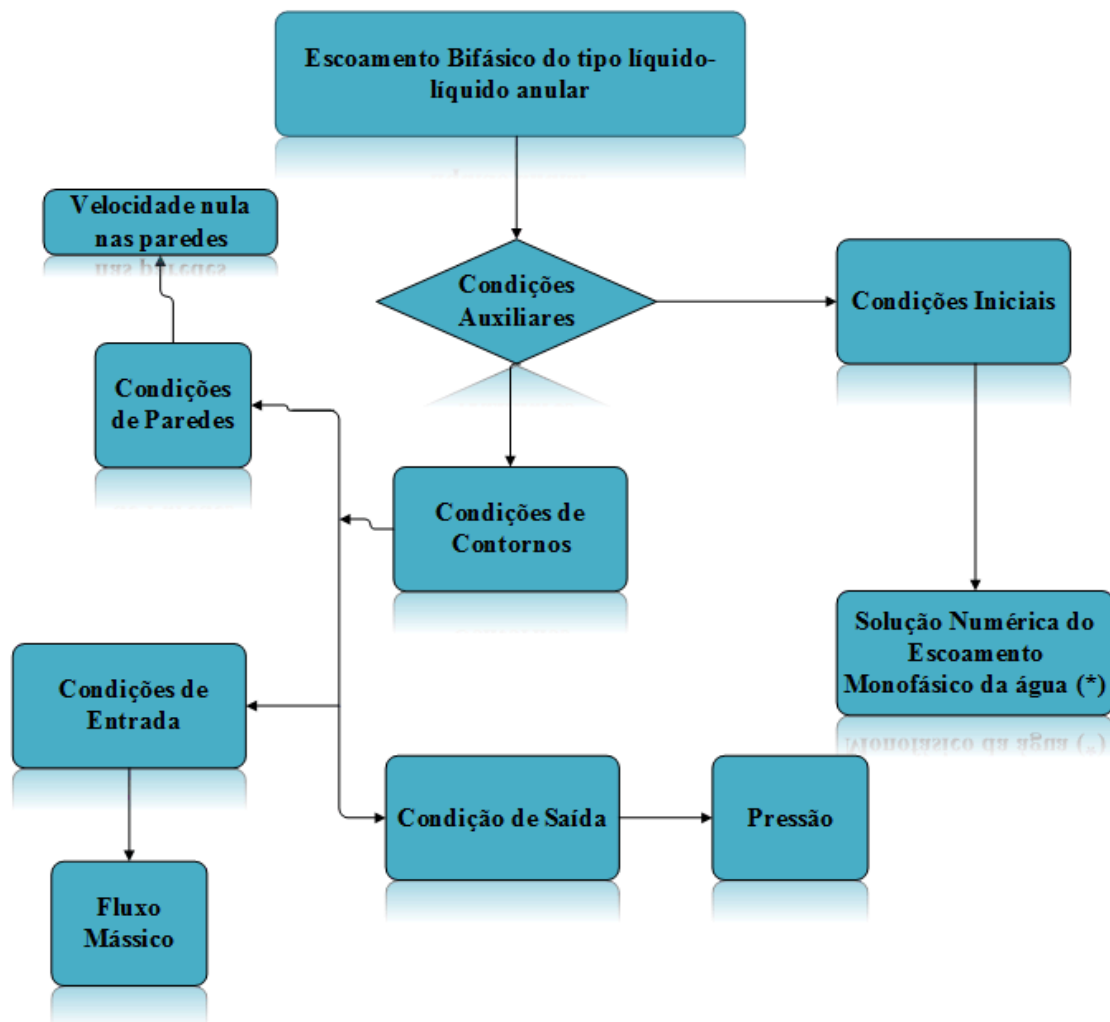 Escoamento Bifásico do tipo líquido-
líquido anular
Velocidade nula
nas paredes
Condições
Auxiliares
Condições Iniciais
Condições
de Paredes
Condições de
Contornos
Solução Numérica do
Escoamento
Monofásico da água (*)
Condições de
Entrada
Condição de Saída
Pressão
Fluxo
Mássico